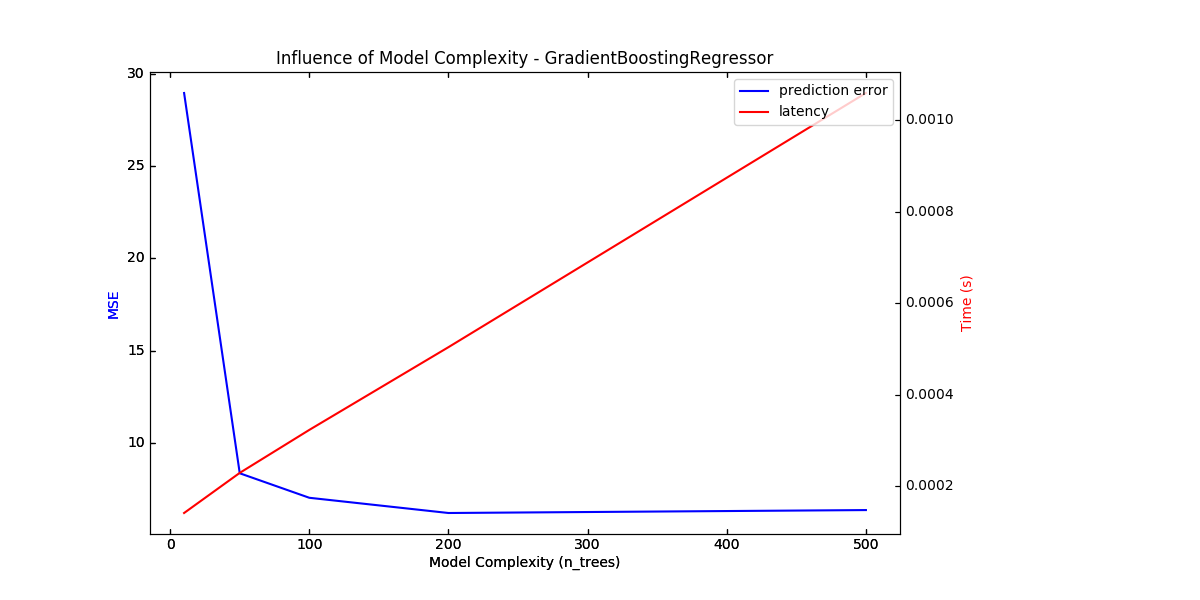 Influence of Model Complexity - GradientBoostingRegressor
prediction error
latency
30
25
20
15
10
MSE
0.0010
0.0008
0.0006
0.0004
0.0002
Time (s)
0 100 200 300 400 500
Model Complexity (n_trees)